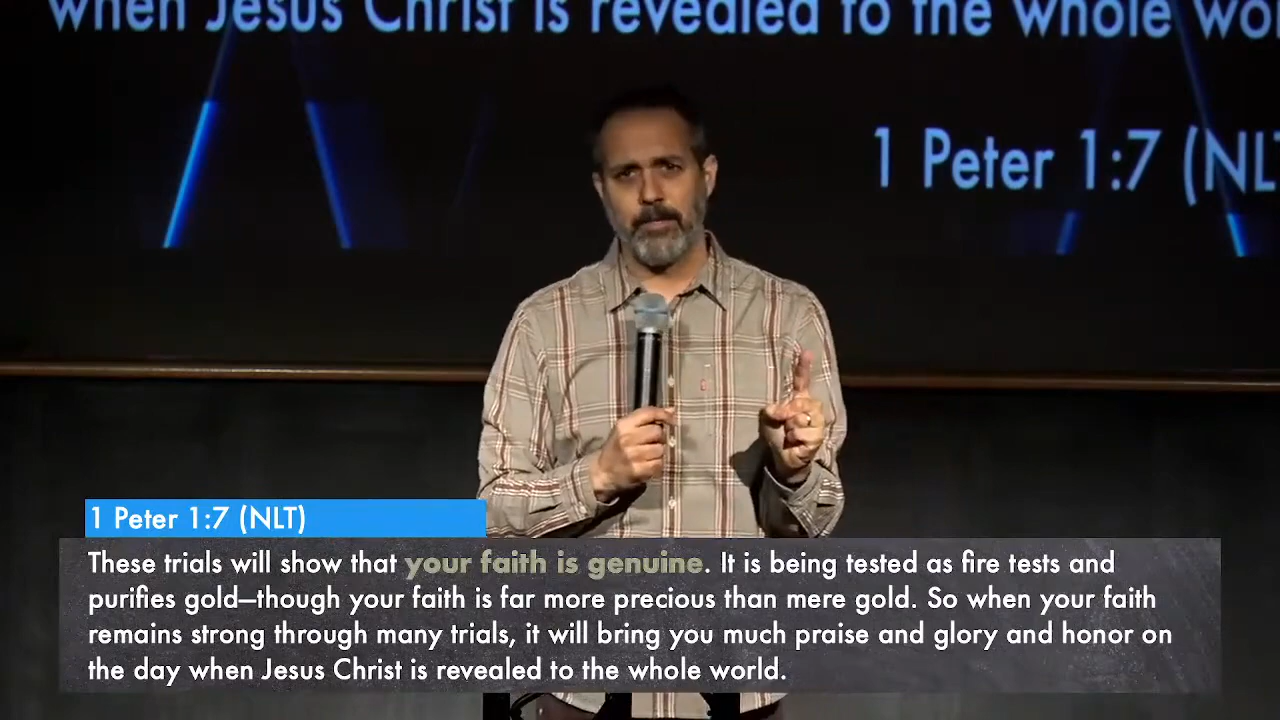 when Jesus Christ is revealed to the whole
1 Peter 1:7
1 Peter 1:7 (NLT)
These trials will show that your faith is genuine. It is being tested as fire tests and
purifies gold—though your faith is far more precious than mere gold. So when your faith
remains strong through many trials, it will bring you much praise and glory and honor on
the day when Jesus Christ is revealed to the whole world.